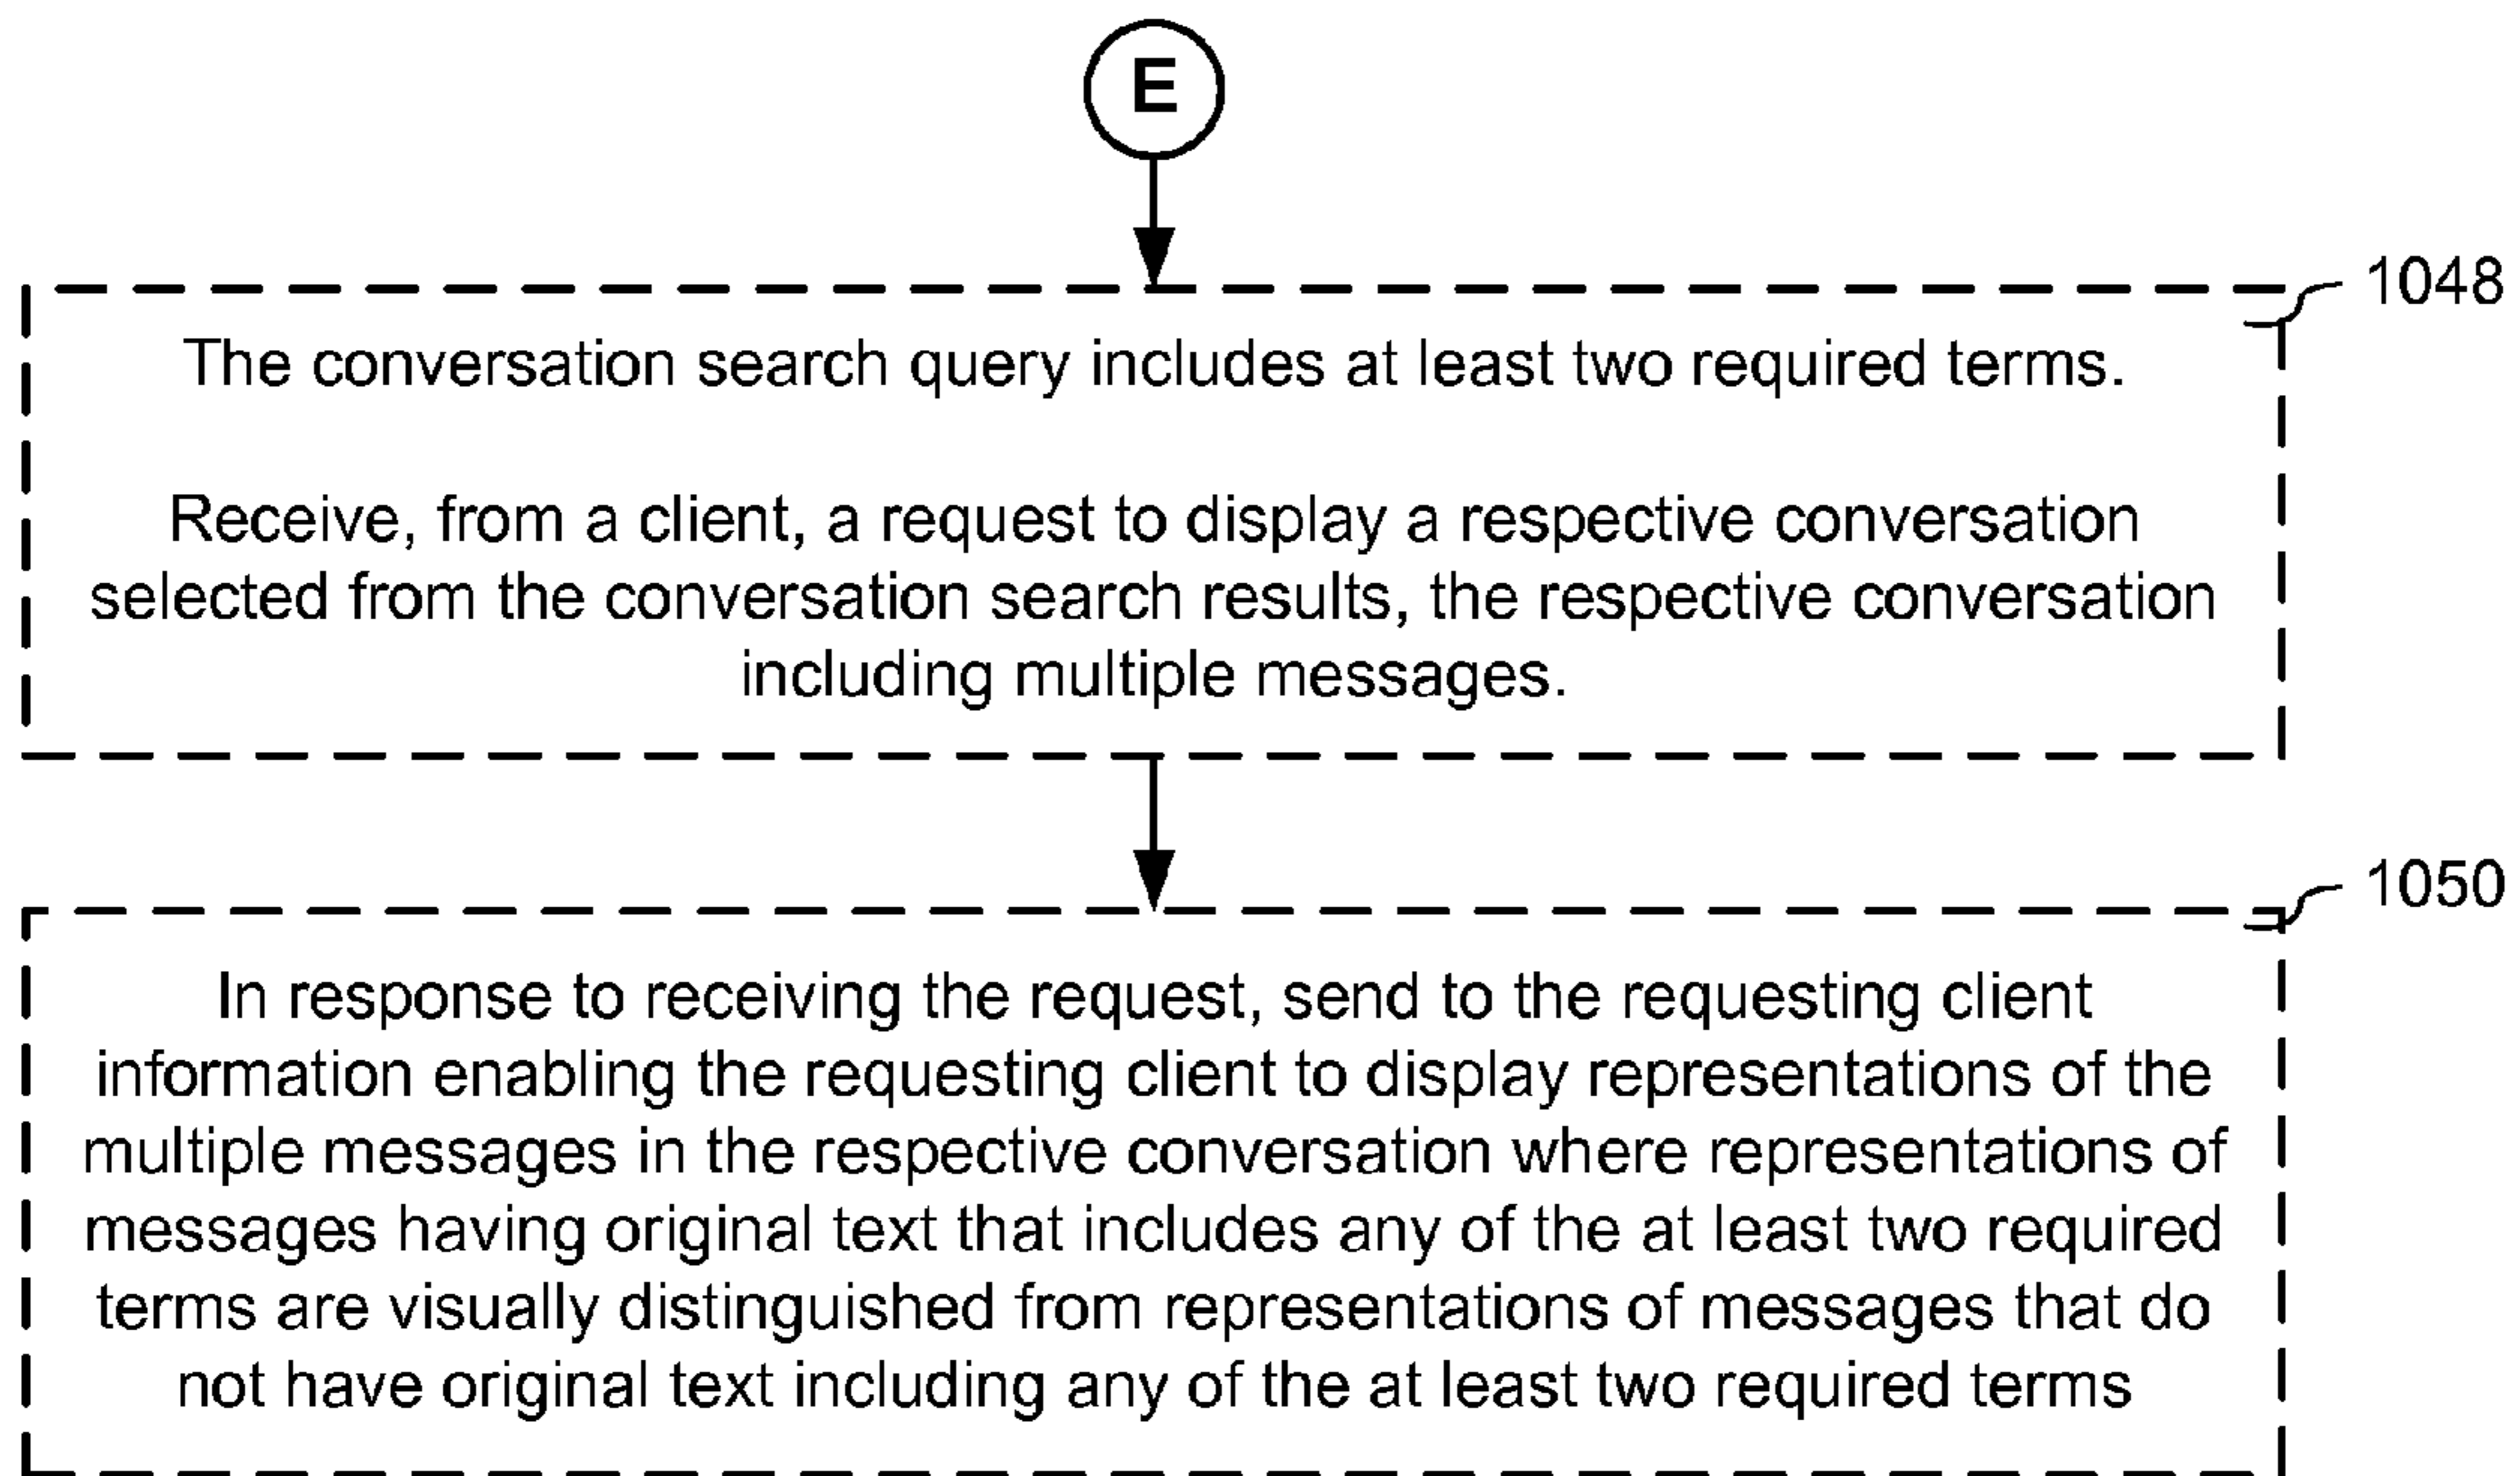 E
1048
The conversation search query includes at least two required terms.
Receive, from a client, a request to display a respective conversation
selected from the conversation search results, the respective conversation
including multiple messages.
1050
In response to receiving the request, send to the requesting client
information enabling the requesting client to display representations of the
multiple messages in the respective conversation where representations of
messages having original text that includes any of the at least two required
terms are visually distinguished from representations of messages that do
not have original text including any of the at least two required terms